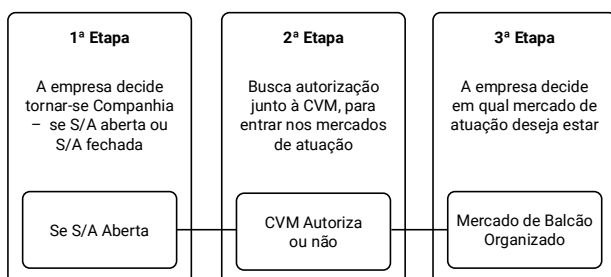 1ª Etapa
A empresa decide
tornar-se Companhia
– se S/A aberta ou
S/A fechada
Se S/A Aberta
2ª Etapa
Busca autorização
junto à CVM, para
entrar nos mercados
de atuação
CVM Autoriza
ou não
3ª Etapa
A empresa decide
em qual mercado de
atuação deseja estar
Mercado de Balcão
Organizado